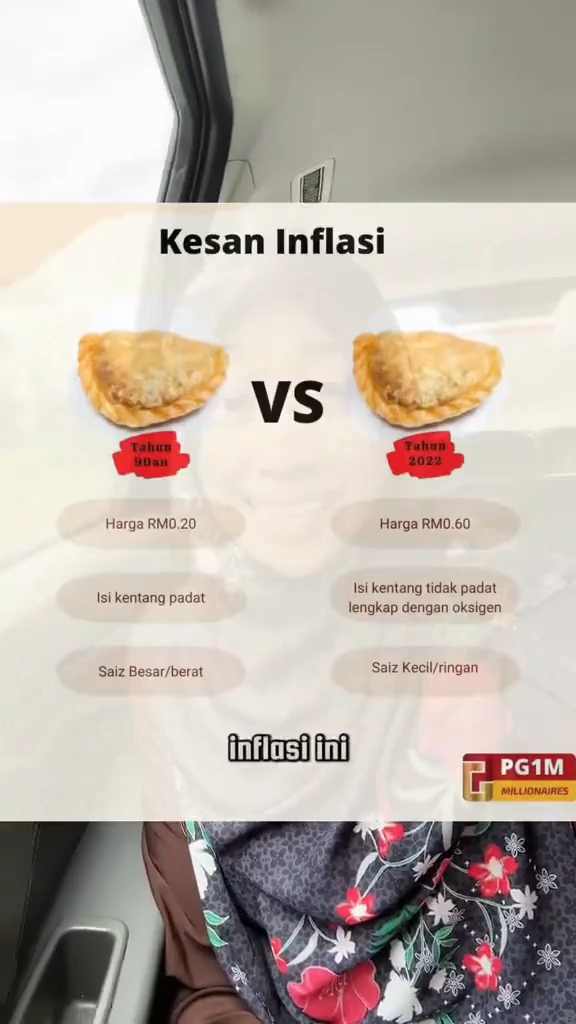 Kesan Inflasi
VS
Tahun
90an
Tahun
2022
Harga RM0.20
Harga RM0.60
Isi kentang padat
Isi kentang tidak padat
lengkap dengan oksigen
Saiz Besar/berat
Saiz Kecil/ringan
inflasi ini
PG1M
MILLIONAIRES